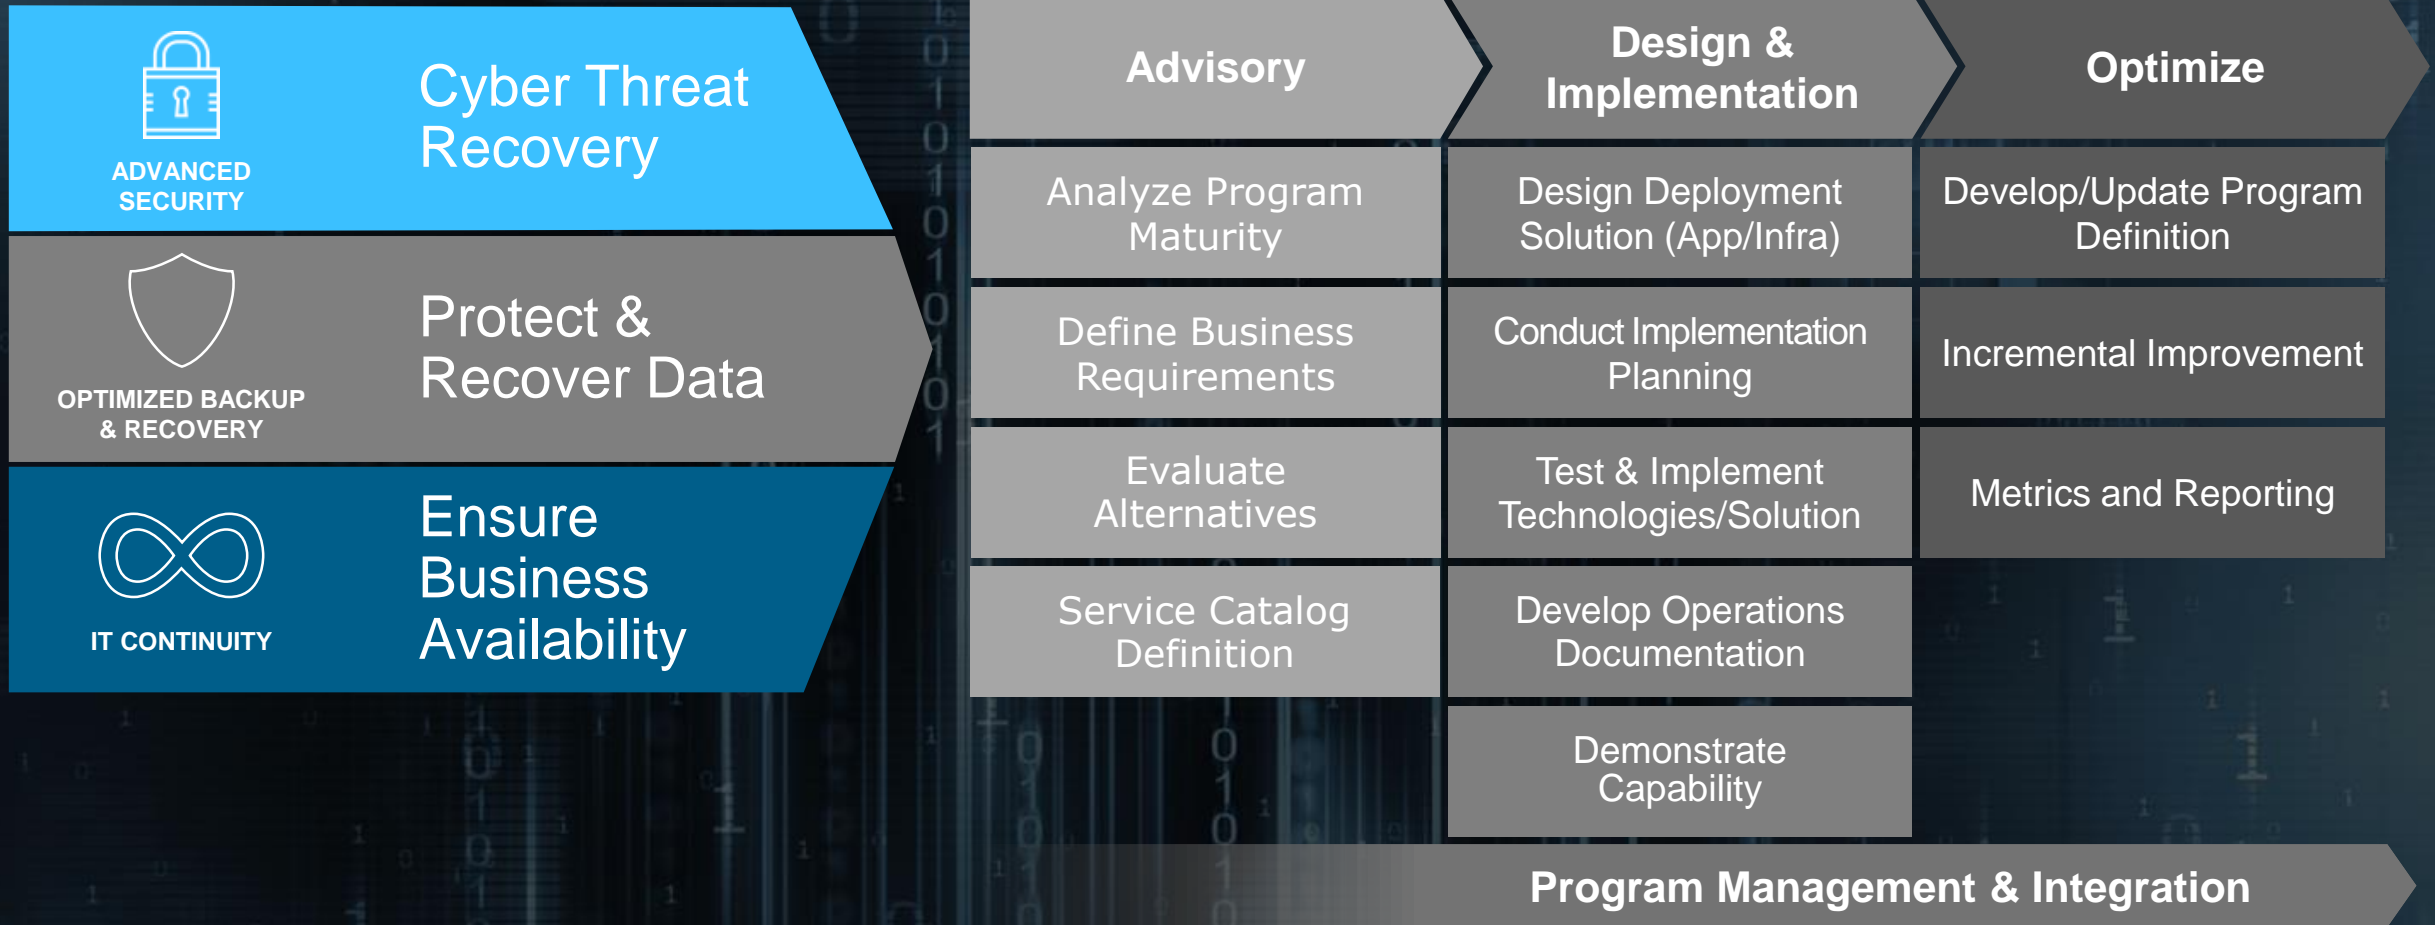 ADVANCED
SECURITY
Cyber Threat
Recovery
OPTIMIZED BACKUP
& RECOVERY
Protect &
Recover Data
IT CONTINUITY
Ensure
Business
Availability
Advisory
Analyze Program
Maturity
Define Business
Requirements
Evaluate
Alternatives
Service Catalog
Definition
Design &
Implementation
Design Deployment
Solution (App/Infra)
Conduct Implementation
Planning
Test & Implement
Technologies/Solution
Develop Operations
Documentation
Demonstrate
Capability
Optimize
Develop/Update Program
Definition
Incremental Improvement
Metrics and Reporting
Program Management & Integration